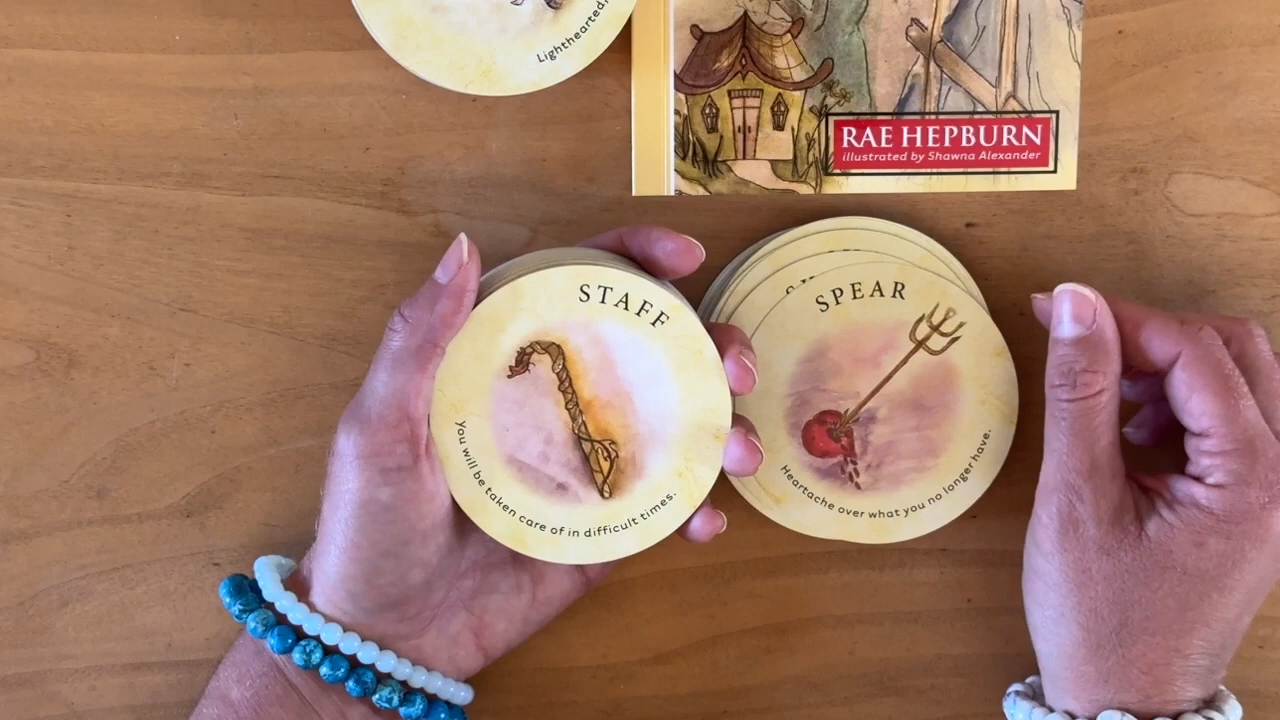 Lighthearted,
RAE HEPBURN
illustrated by Shawna Alexander
STAFF
You will be taken care of in difficult times.
SPEAR
Heartache over what you no longer have.